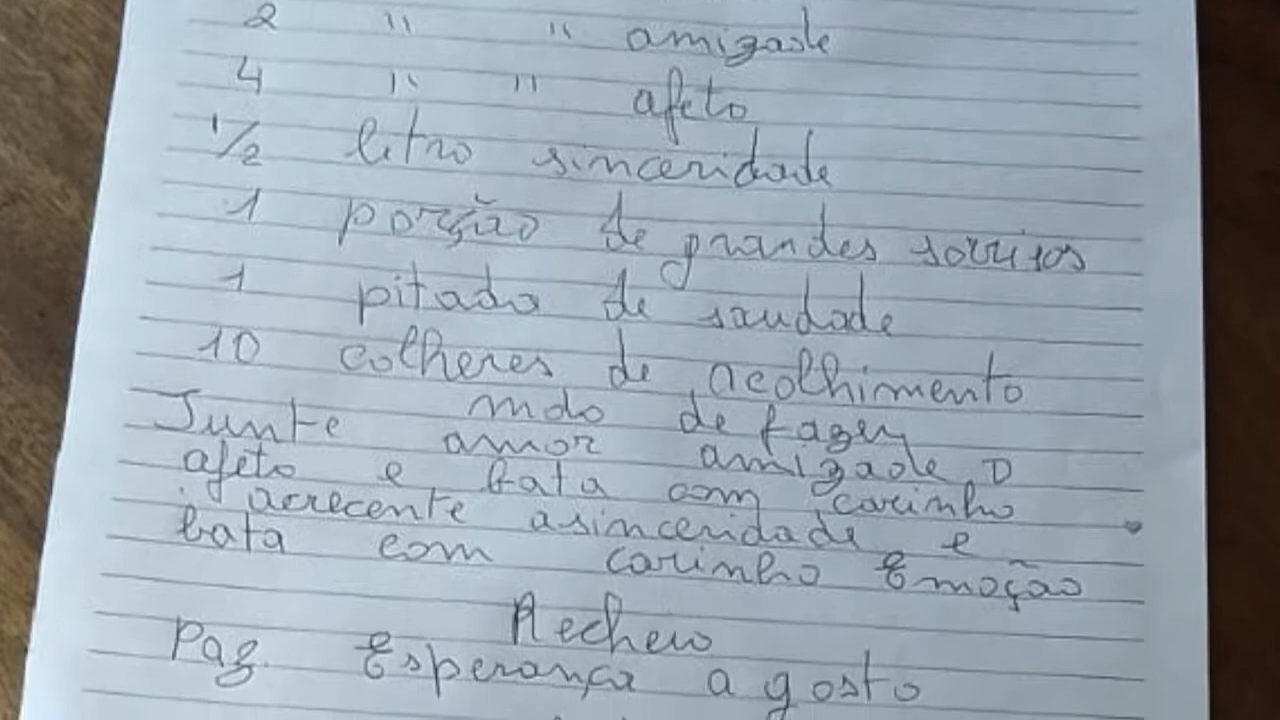 2 " " amizade
4 " " afeto
1/2 litro sinceridade
1 porção de grandes sorrisos
1 pitada de saudade
10 colheres de acolhimento
mdo de fazer
Junte amor amizade o
afeto e bata com carinho
acrecente asinceridade e
bata com carinho Emoção
Recheio
Paz Esperança a gosto